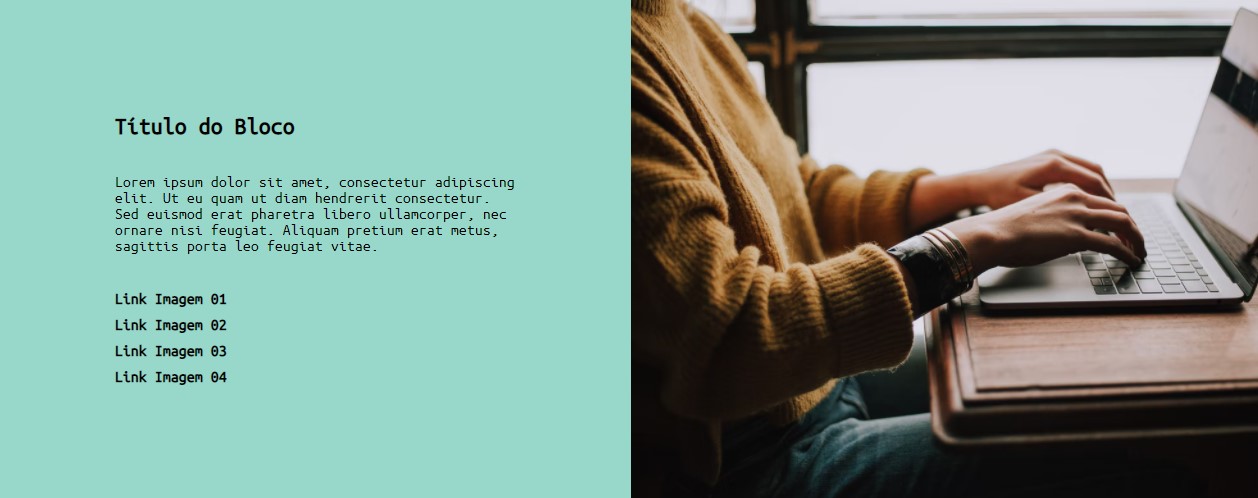 Título do Bloco
Lorem ipsum dolor sit amet, consectetur adipiscing
elit. Ut eu quam ut diam hendrerit consectetur.
Sed euismod erat pharetra libero ullamcorper, nec
ornare nisi feugiat. Aliquam pretium erat metus,
sagittis porta leo feugiat vitae.
Link Imagem 01
Link Imagem 02
Link Imagem 03
Link Imagem 04